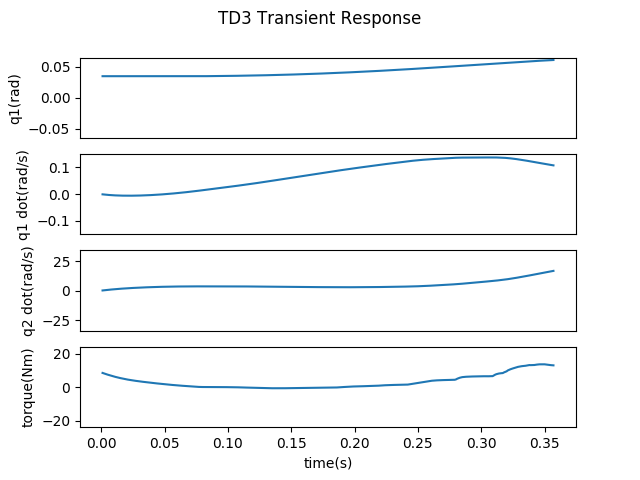 TD3 Transient Response
q1(rad)
0.05
0.00
−0.05
q1 dot(rad/s)
0.1
0.0
−0.1
q2 dot(rad/s)
25
0
−25
torque(Nm)
20
0
−20
0.00 0.05 0.10 0.15 0.20 0.25 0.30 0.35
time(s)